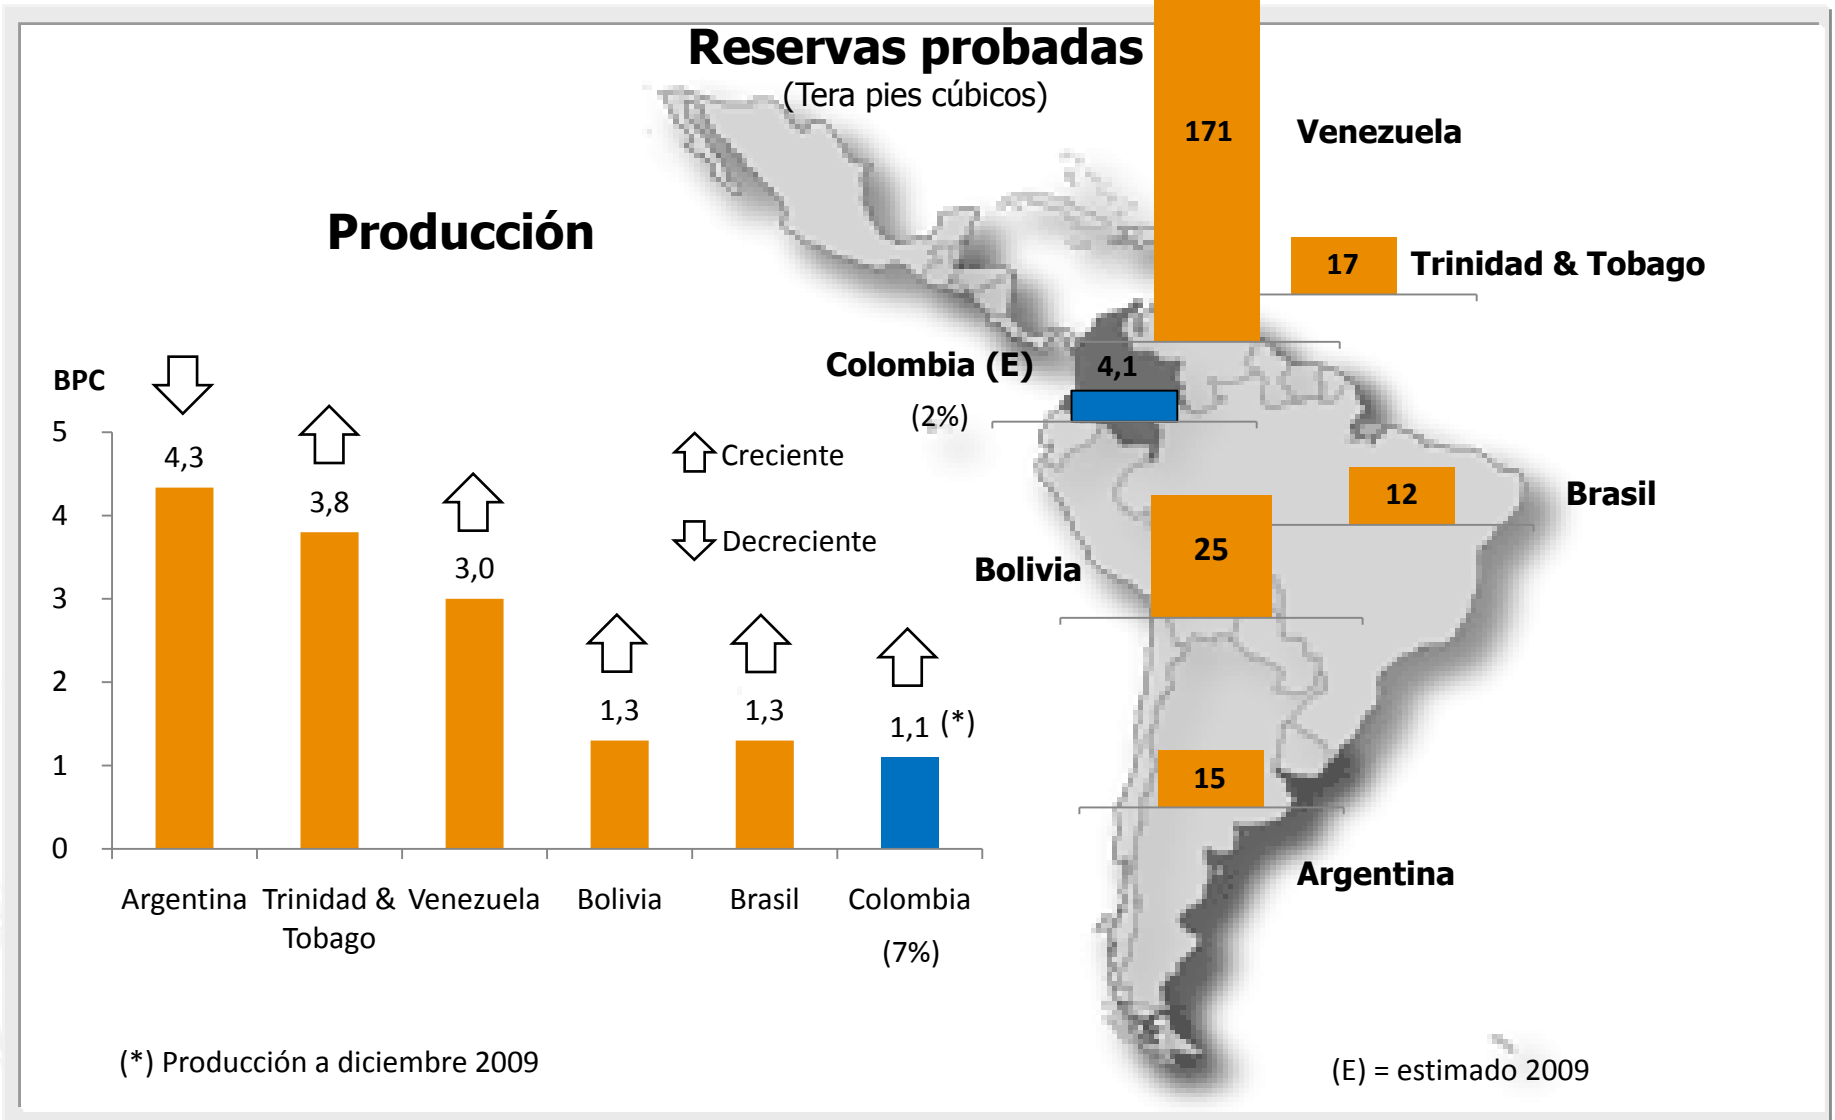 Reservas probadas
(Tera pies cúbicos)
171
Venezuela
17
Trinidad & Tobago
Colombia (E)
4,1
(2%)
12
Brasil
25
Bolivia
15
Argentina
(E) = estimado 2009
Producción
BPC
5
4
3
2
1
0
4,3
3,8
3,0
1,3
1,3
1,1 (*)
Creciente
Decreciente
Argentina
Trinidad &
Tobago
Venezuela
Bolivia
Brasil
Colombia
(7%)
(*) Producción a diciembre 2009